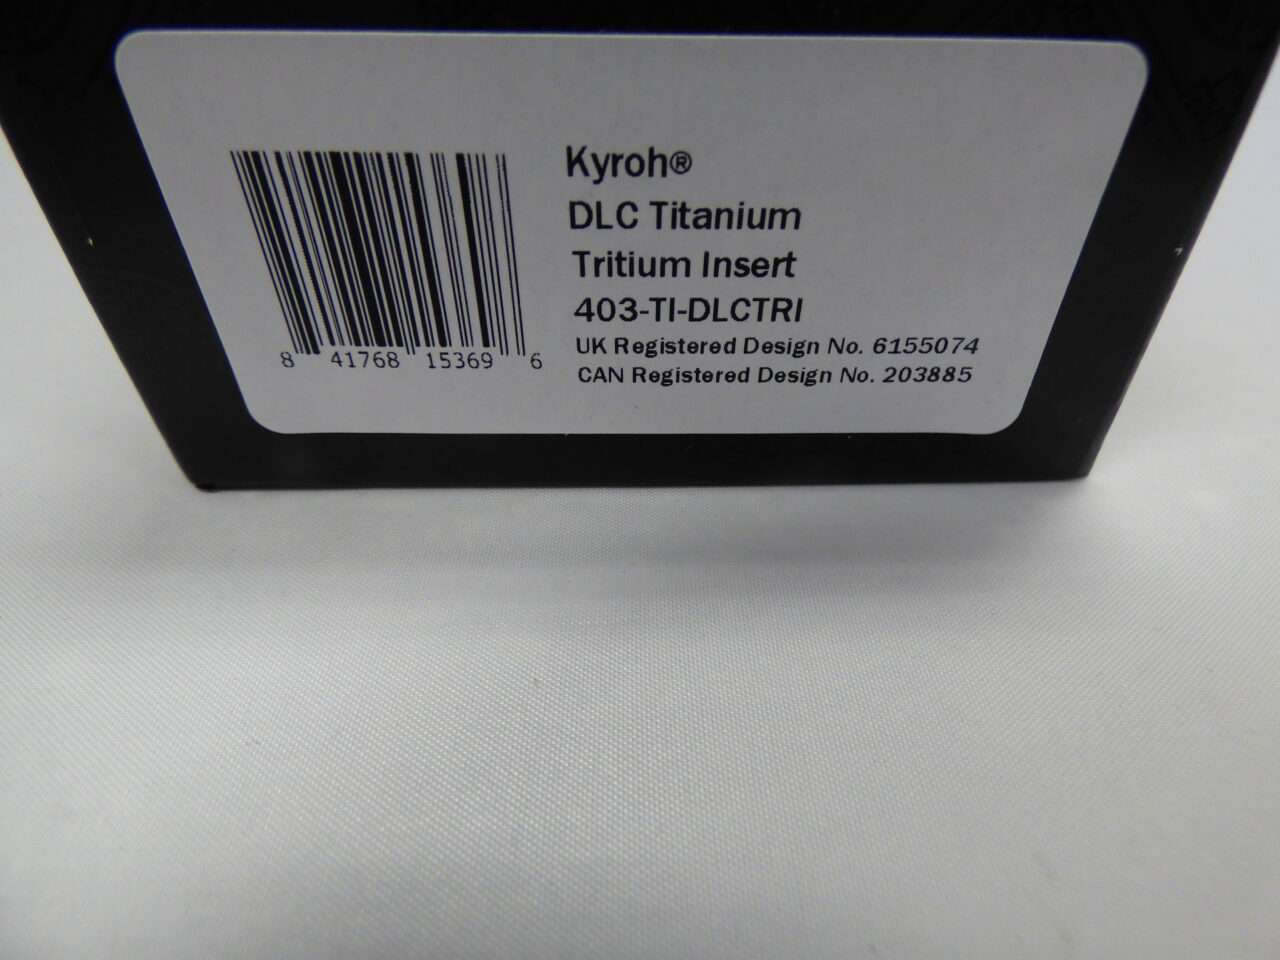 Kyroh®
DLC Titanium
Tritium Insert
403-TI-DLCTRI
UK Registered Design No. 6155074
CAN Registered Design No. 203885
8 41768 15369 6